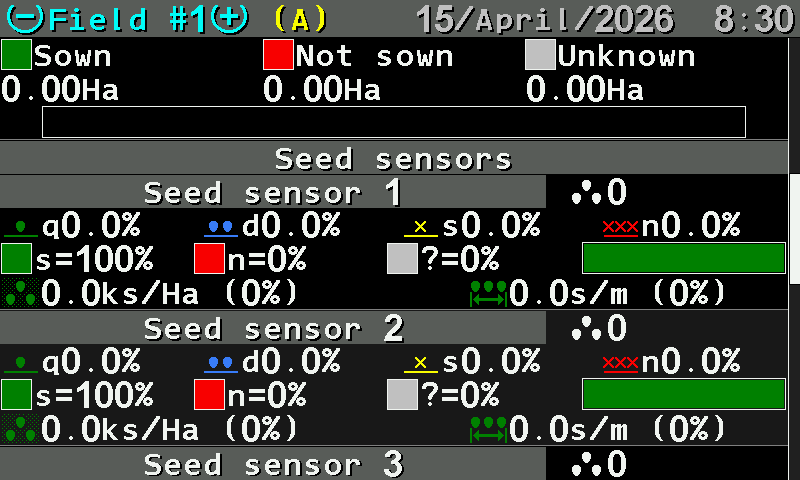 Field #1 (A) 15/April/2026 8:30
Sown Not sown Unknown
0.00Ha 0.00Ha 0.00Ha
Seed sensors
Seed sensor 1 0
q0.0% d0.0% s0.0% n0.0%
s=100% n=0% ?=0%
0.0ks/Ha (0%) 0.0s/m (0%)
Seed sensor 2 0
q0.0% d0.0% s0.0% n0.0%
s=100% n=0% ?=0%
0.0ks/Ha (0%) 0.0s/m (0%)
Seed sensor 3 0